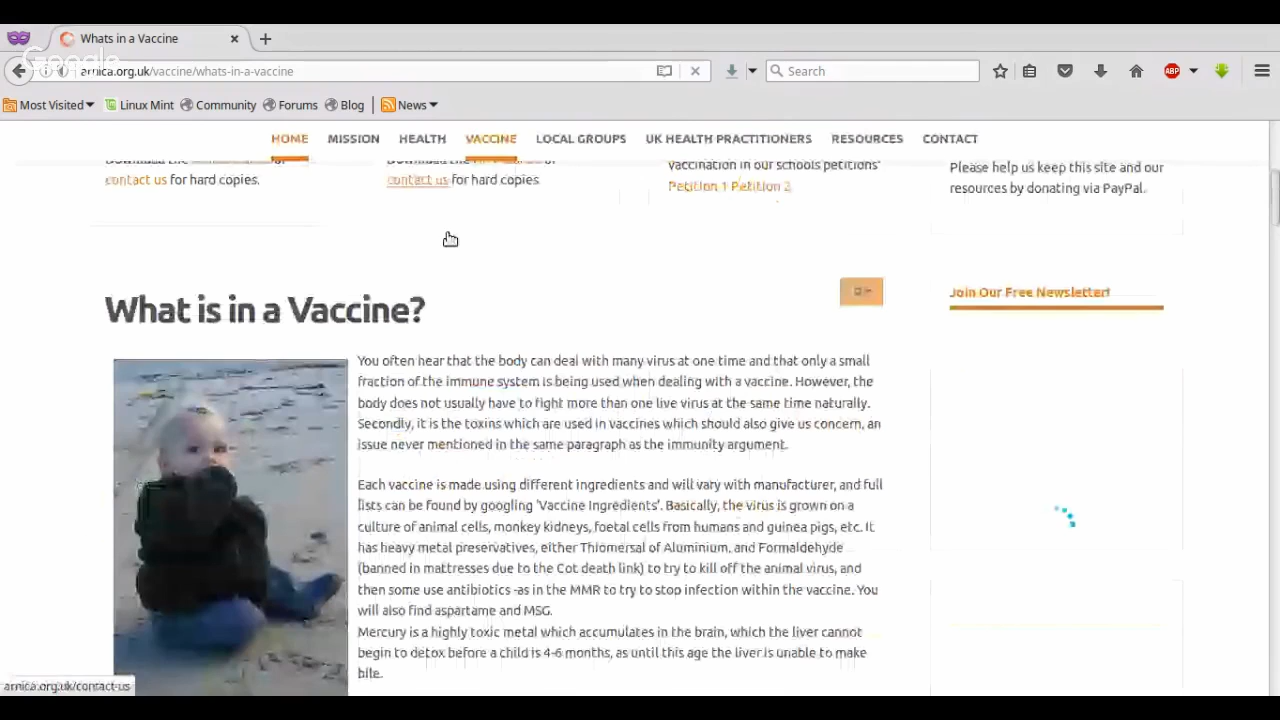 Whats in a Vaccine
Google
arnica.org.uk/vaccine/whats-in-a-vaccine
Search
ABP
Most Visited Linux Mint Community Forums Blog News
HOME MISSION HEALTH VACCINE LOCAL GROUPS UK HEALTH PRACTITIONERS RESOURCES CONTACT
Download the or
contact us for hard copies.
Download the or
contact us for hard copies
Vaccination in our schools petitions'
Petition 1 Petition 2
Please help us keep this site and our
resources by donating via PayPal.
What is in a Vaccine?
Join Our Free Newsletter!
You often hear that the body can deal with many virus at one time and that only a small
fraction of the immune system is being used when dealing with a vaccine. However, the
body does not usually have to fight more than one live virus at the same time naturally.
Secondly, it is the toxins which are used in vaccines which should also give us concern, an
issue never mentioned in the same paragraph as the immunity argument.
Each vaccine is made using different ingredients and will vary with manufacturer, and full
lists can be found by googling 'Vaccine Ingredients'. Basically, the virus is grown on a
culture of animal cells, monkey kidneys, foetal cells from humans and guinea pigs, etc. It
has heavy metal preservatives, either Thiomersal of Aluminium, and Formaldehyde
(banned in mattresses due to the Cot death link) to try to kill off the animal virus, and
then some use antibiotics -as in the MMR to try to stop infection within the vaccine. You
will also find aspartame and MSG.
Mercury is a highly toxic metal which accumulates in the brain, which the liver cannot
begin to detox before a child is 4-6 months, as until this age the liver is unable to make
bile.
arnica.org.uk/contact-us